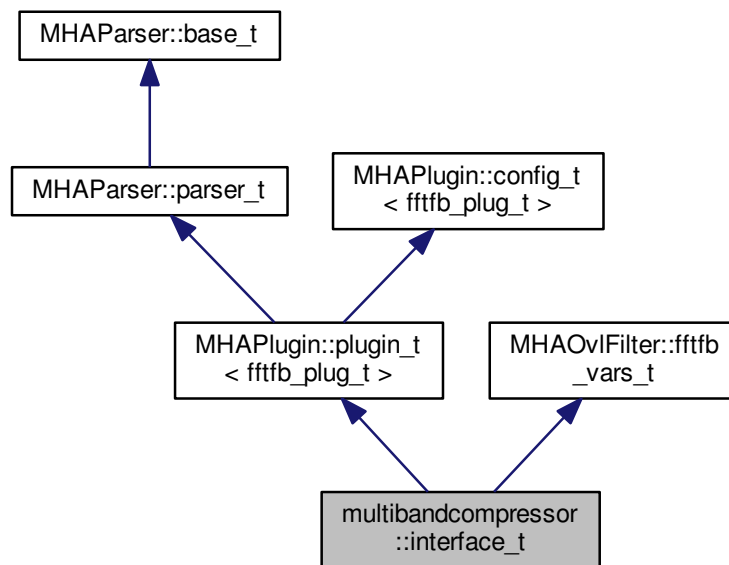 MHAParser::base_t
MHAParser::parser_t
MHAPlugin::config_t
< fftfb_plug_t >
MHAPlugin::plugin_t
< fftfb_plug_t >
MHAOvlFilter::fftfb
_vars_t
multibandcompressor
::interface_t